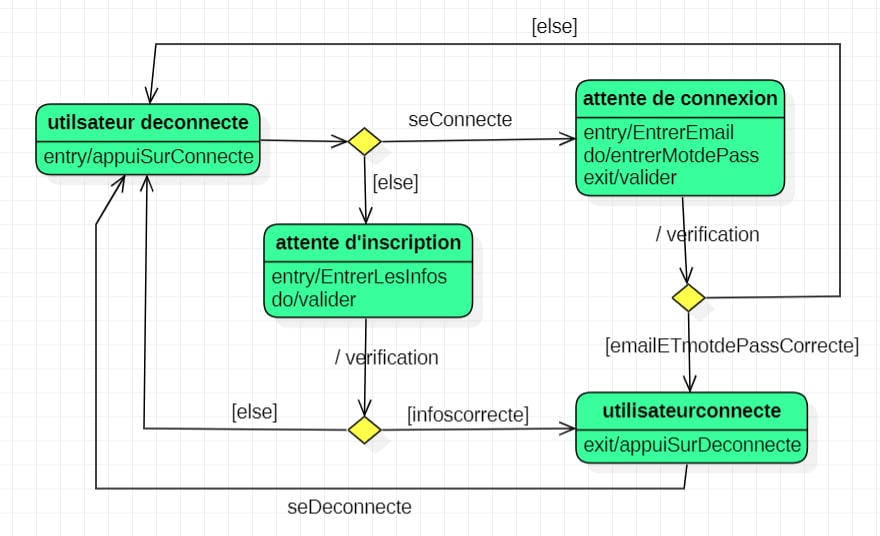 [else]
utilsateur deconnecte
entry/appuiSurConnecte
seConnecte
attente de connexion
entry/EntrerEmail
do/entrerMotdePass
exit/valider
[else]
attente d'inscription
entry/EntrerLesInfos
do/valider
/ verification
/ verification
[emailETmotdePassCorrecte]
[else]
[infoscorrecte]
utilisateurconnecte
exit/appuiSurDeconnecte
seDeconnecte